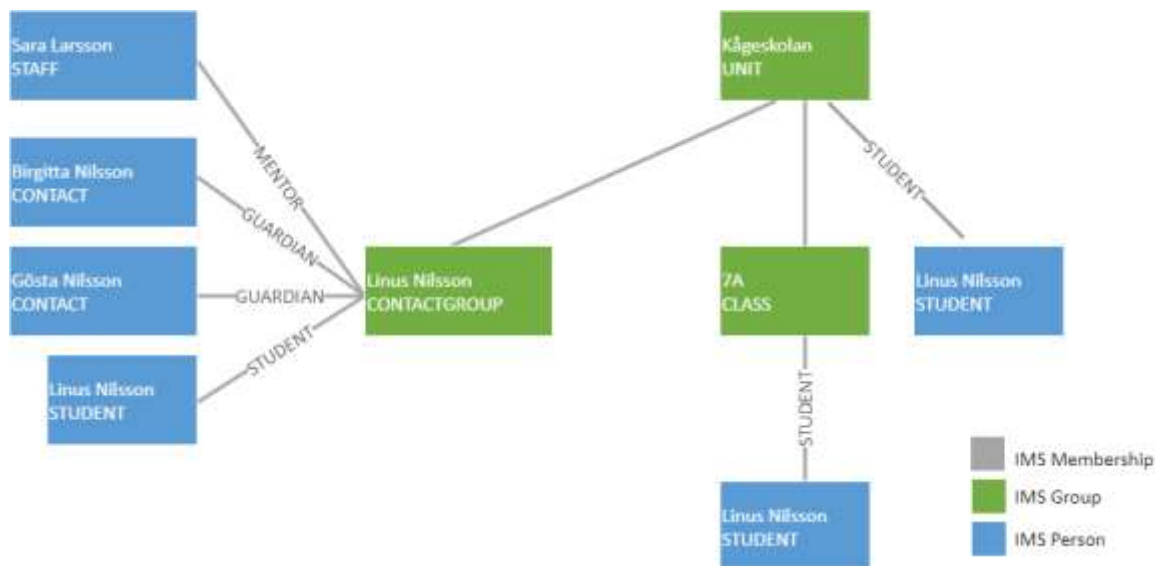 Sara Larsson
STAFF
Kågeskolan
UNIT
MENTOR
STUDENT
Birgitta Nilsson
CONTACT
GUARDIAN
Gösta Nilsson
CONTACT
GUARDIAN
Linus Nilsson
CONTACTGROUP
7A
CLASS
Linus Nilsson
STUDENT
STUDENT
Linus Nilsson
STUDENT
STUDENT
IMS Membership
IMS Group
Linus Nilsson
STUDENT
IMS Person